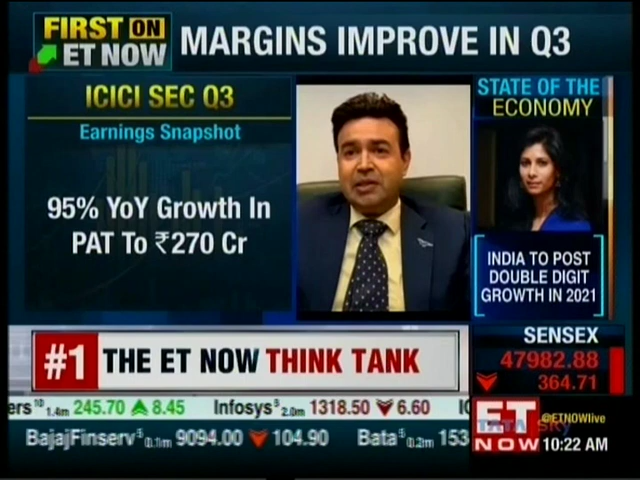 FIRST ON
ET NOW
MARGINS IMPROVE IN Q3
ICICI SEC Q3
Earnings Snapshot
95% YoY Growth In
PAT To ₹270 Cr
STATE OF THE
ECONOMY
INDIA TO POST
DOUBLE DIGIT
GROWTH IN 2021
#1 THE ET NOW THINK TANK
SENSEX
47982.88
364.71
ers 10 1.4m 245.70 8.45 Infosys S 2.0m 1318.50 6.60
BajajFinserv S 0.1m 9094.00 104.90 Bata S 0.2m 153
ET
NOW
TATA sky
@ETNOWlive
10:22 AM